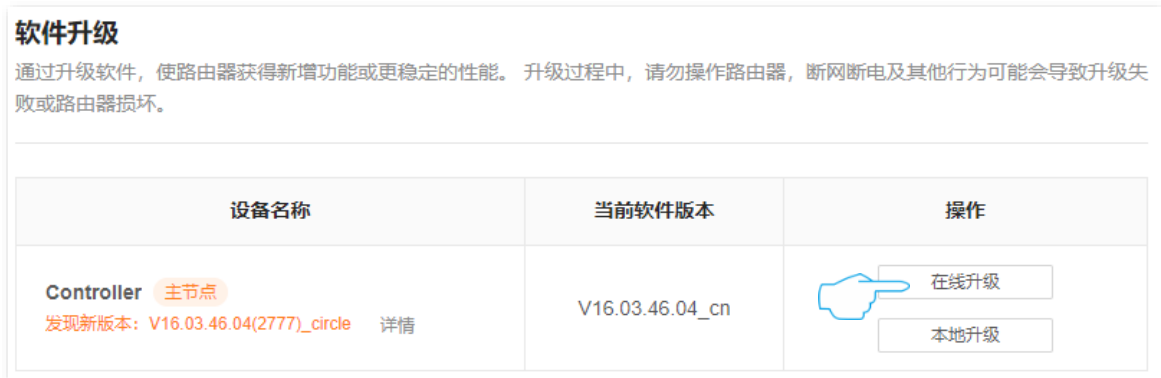 软件升级
通过升级软件，使路由器获得新增功能或更稳定的性能。 升级过程中，请勿操作路由器，断网断电及其他行为可能会导致升级失
败或路由器损坏。
设备名称 当前软件版本 操作
Controller 主节点
发现新版本：V16.03.46.04(2777)_circle 详情
V16.03.46.04_cn
在线升级
本地升级